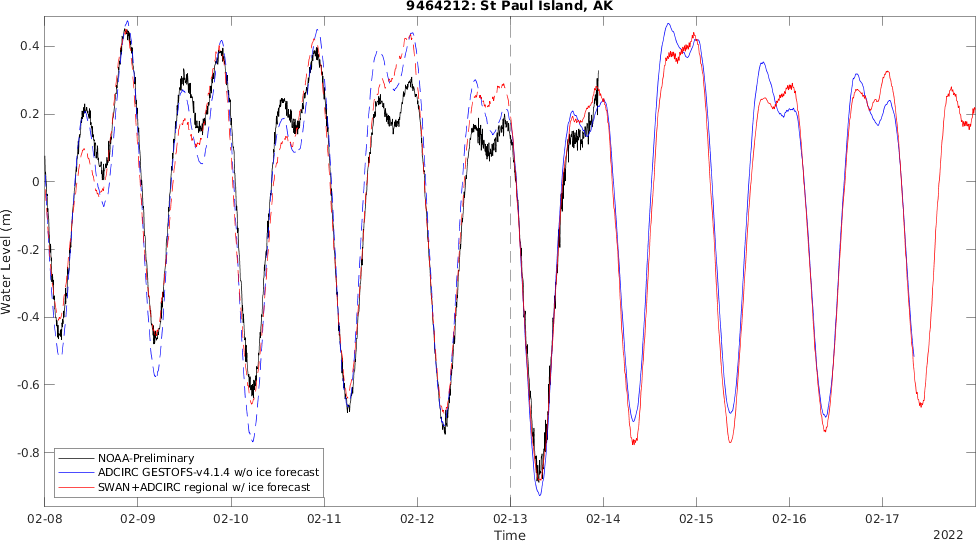 9464212: St Paul Island, AK
0.4
0.2
0
-0.2
-0.4
-0.6
-0.8
Water Level (m)
NOAA-Preliminary
ADCIRC GESTOFS-v4.1.4 w/o ice forecast
SWAN+ADCIRC regional w/ ice forecast
02-08 02-09 02-10 02-11 02-12 02-13 02-14 02-15 02-16 02-17
Time
2022